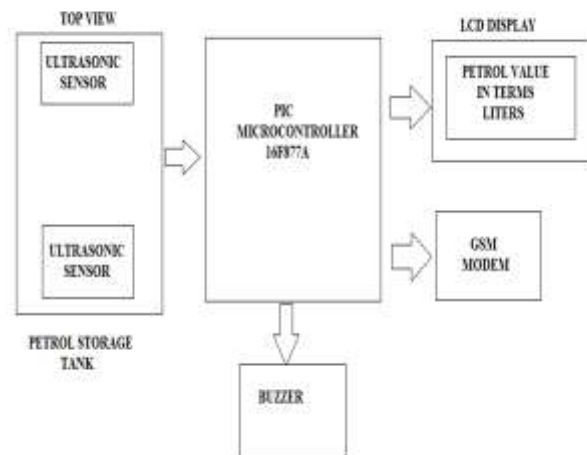 TOP VIEW
ULTRASONIC
SENSOR
ULTRASONIC
SENSOR
PETROL STORAGE
TANK
PIC
MICROCONTROLLER
16F877A
LCD DISPLAY
PETROL VALUE
IN TERMS
LITERS
GSM
MODEM
BUZZER